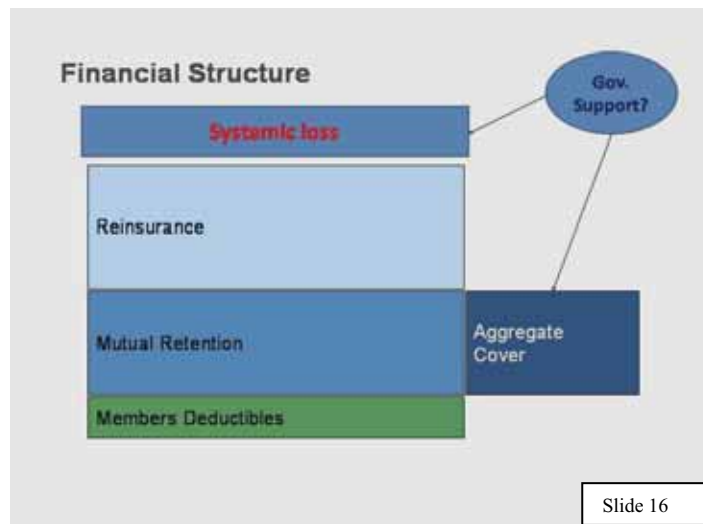 Financial Structure
Gov.
Support?
Systemic loss
Reinsurance
Mutual Retention
Aggregate
Cover
Members Deductibles
Slide 16